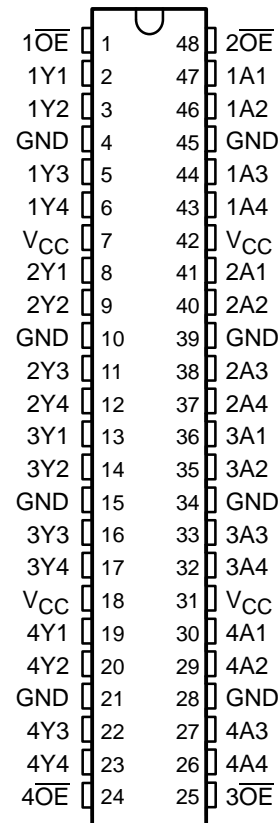 1O̅E̅ 1 48 2O̅E̅
1Y1 2 47 1A1
1Y2 3 46 1A2
GND 4 45 GND
1Y3 5 44 1A3
1Y4 6 43 1A4
VCC 7 42 VCC
2Y1 8 41 2A1
2Y2 9 40 2A2
GND 10 39 GND
2Y3 11 38 2A3
2Y4 12 37 2A4
3Y1 13 36 3A1
3Y2 14 35 3A2
GND 15 34 GND
3Y3 16 33 3A3
3Y4 17 32 3A4
VCC 18 31 VCC
4Y1 19 30 4A1
4Y2 20 29 4A2
GND 21 28 GND
4Y3 22 27 4A3
4Y4 23 26 4A4
4O̅E̅ 24 25 3O̅E̅